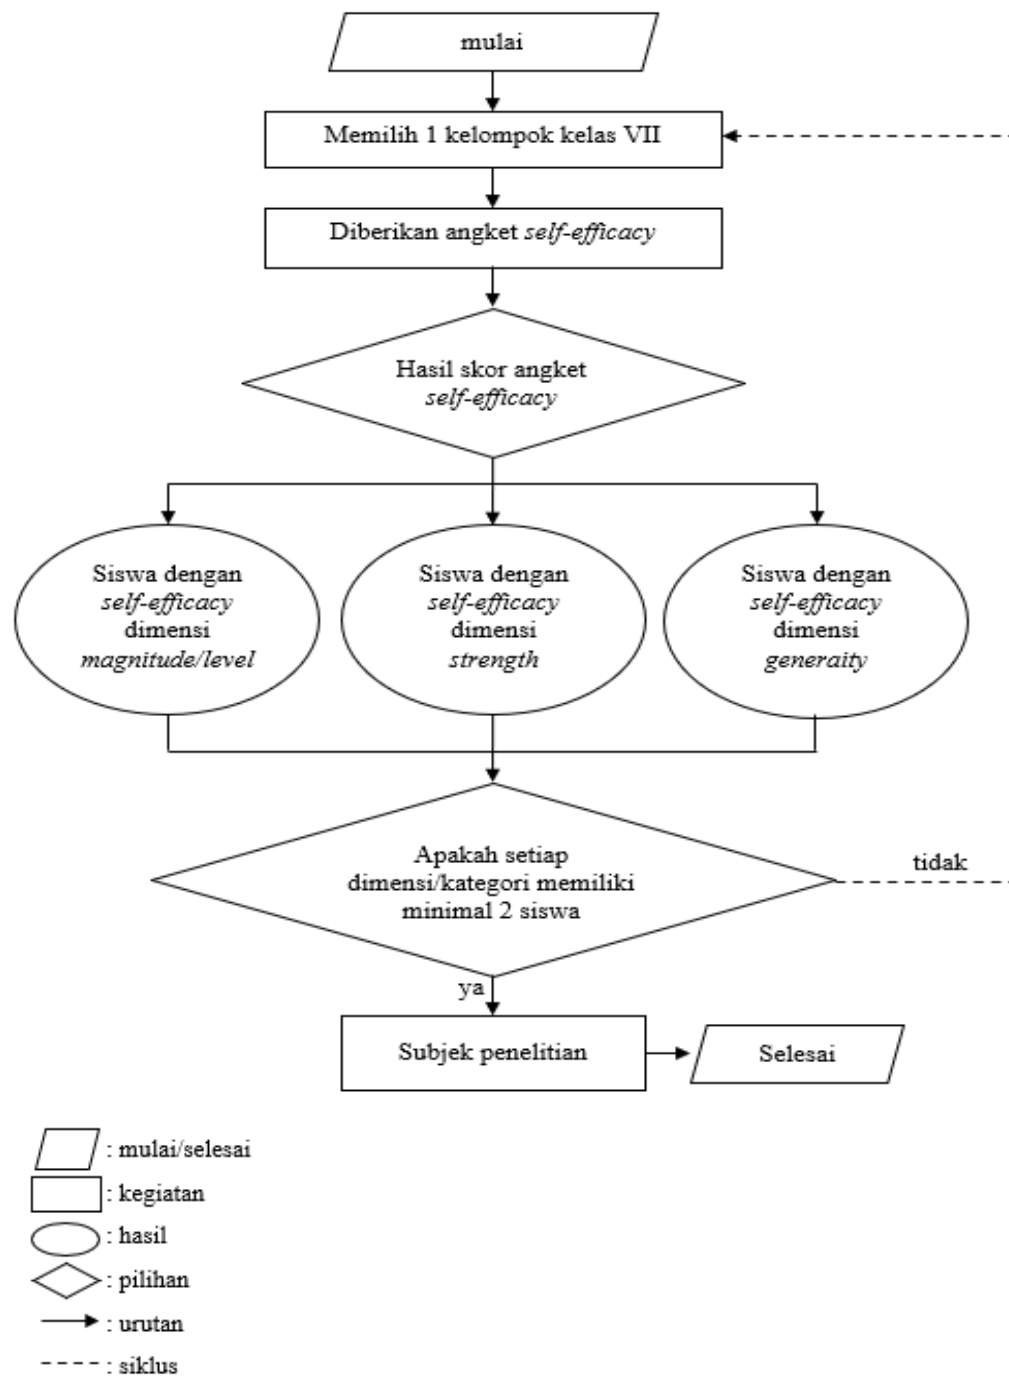 mulai
Memilih 1 kelompok kelas VII
Diberikan angket self-efficacy
Hasil skor angket
self-efficacy
Siswa dengan
self-efficacy
dimensi
magnitude/level
Siswa dengan
self-efficacy
dimensi
strength
Siswa dengan
self-efficacy
dimensi
generaity
Apakah setiap
dimensi/kategori memiliki
minimal 2 siswa
tidak
ya
Subjek penelitian
Selesai
: mulai/selesai
: kegiatan
: hasil
: pilihan
: urutan
: siklus